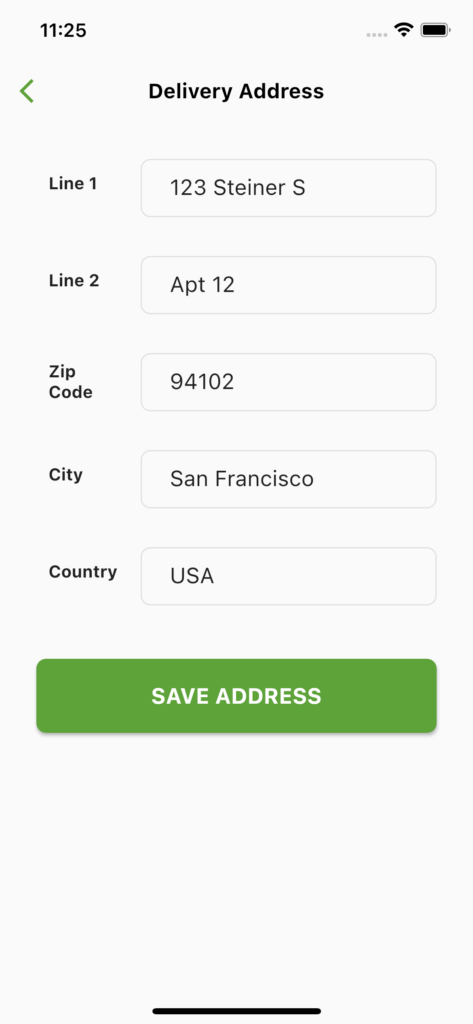 11:25
Delivery Address
Line 1
123 Steiner S
Line 2
Apt 12
Zip
Code
94102
City
San Francisco
Country
USA
SAVE ADDRESS